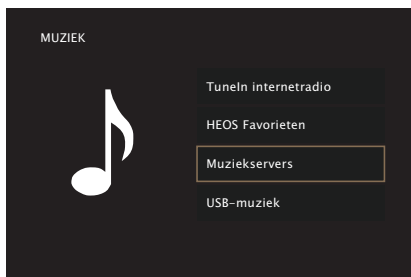 MUZIEK
TuneIn internetradio
HEOS Favorieten
Muziekservers
USB-muziek